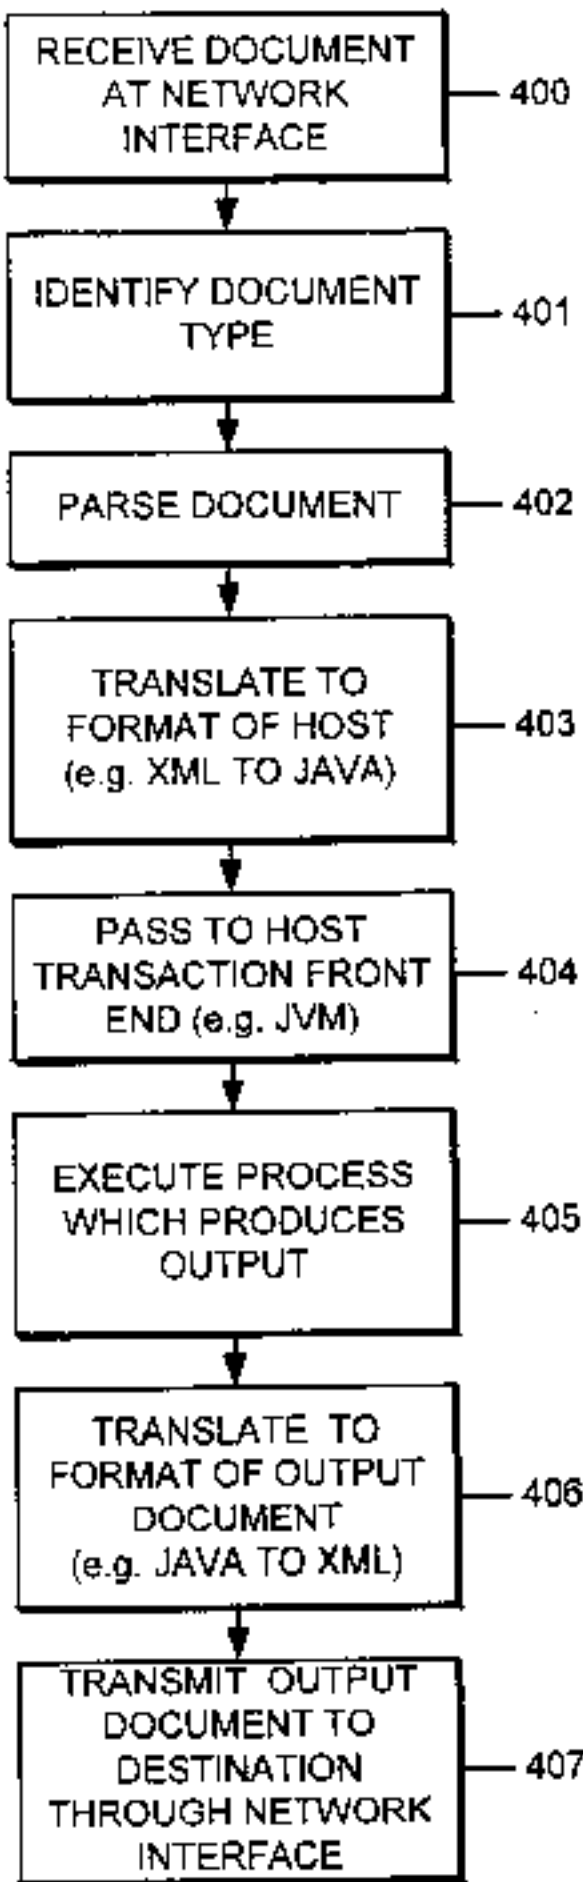 RECEIVE DOCUMENT
AT NETWORK
INTERFACE
400
IDENTIFY DOCUMENT
TYPE
401
PARSE DOCUMENT
402
TRANSLATE TO
FORMAT OF HOST
(e.g. XML TO JAVA)
403
PASS TO HOST
TRANSACTION FRONT
END (e.g. JVM)
404
EXECUTE PROCESS
WHICH PRODUCES
OUTPUT
405
TRANSLATE TO
FORMAT OF OUTPUT
DOCUMENT
(e.g. JAVA TO XML)
406
TRANSMIT OUTPUT
DOCUMENT TO
DESTINATION
THROUGH NETWORK
INTERFACE
407